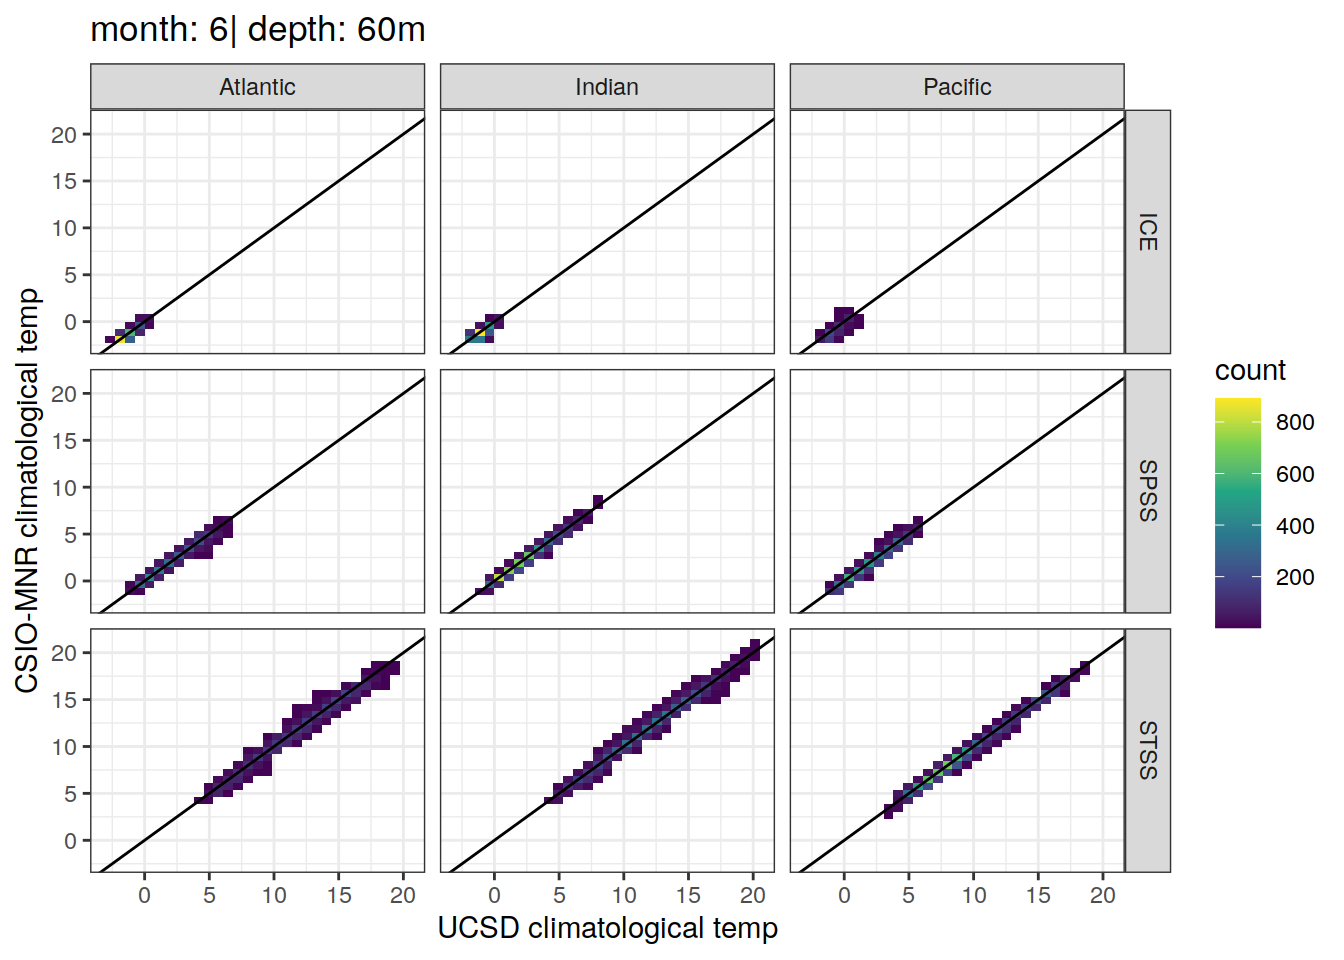 month: 6| depth: 60m
Atlantic Indian Pacific
20
15
10
5
0
ICE
20
15
10
5
0
SPSS
20
15
10
5
0
STSS
0 5 10 15 20 0 5 10 15 20 0 5 10 15 20
UCSD climatological temp
CSIO-MNR climatological temp
count
800
600
400
200